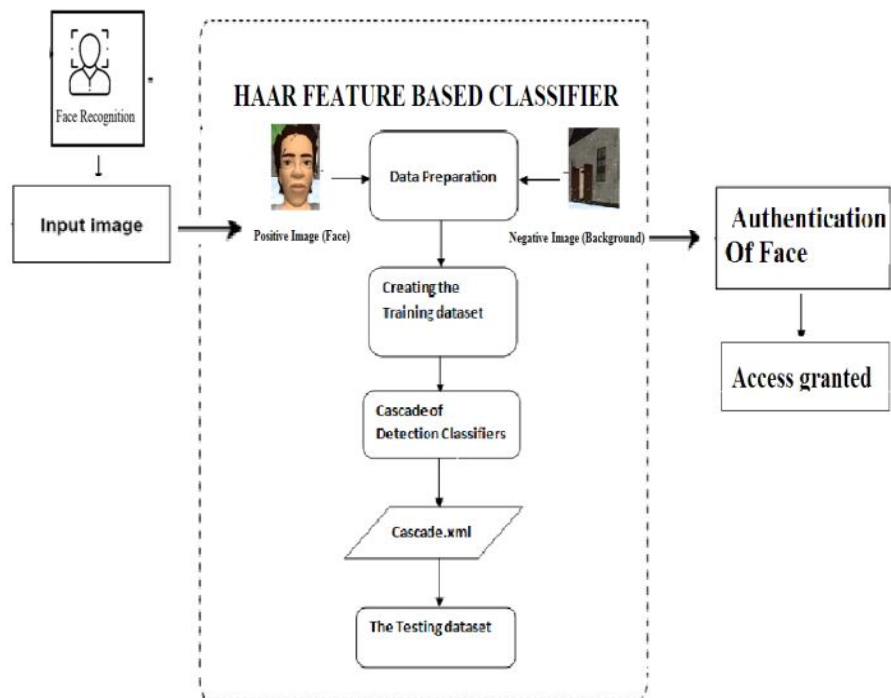 Face Recognition
Input image
HAAR FEATURE BASED CLASSIFIER
Data Preparation
Positive Image (Face)
Negative Image (Background)
Creating the
Training dataset
Cascade of
Detection Classifiers
Cascade.xml
The Testing dataset
Authentication
Of Face
Access granted